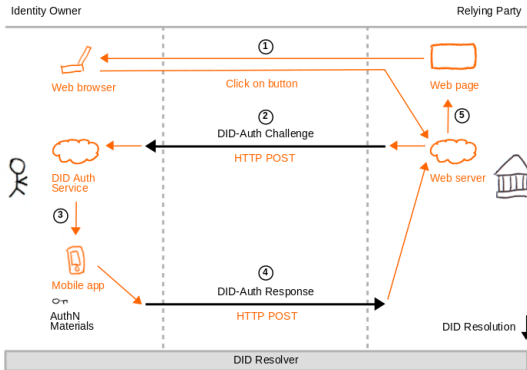 Identity Owner
Relying Party
1
Web browser
Click on button
Web page
2
5
DID-Auth Challenge
HTTP POST
DID Auth
Service
Web server
3
4
Mobile app
DID-Auth Response
HTTP POST
AuthN
Materials
DID Resolution
DID Resolver